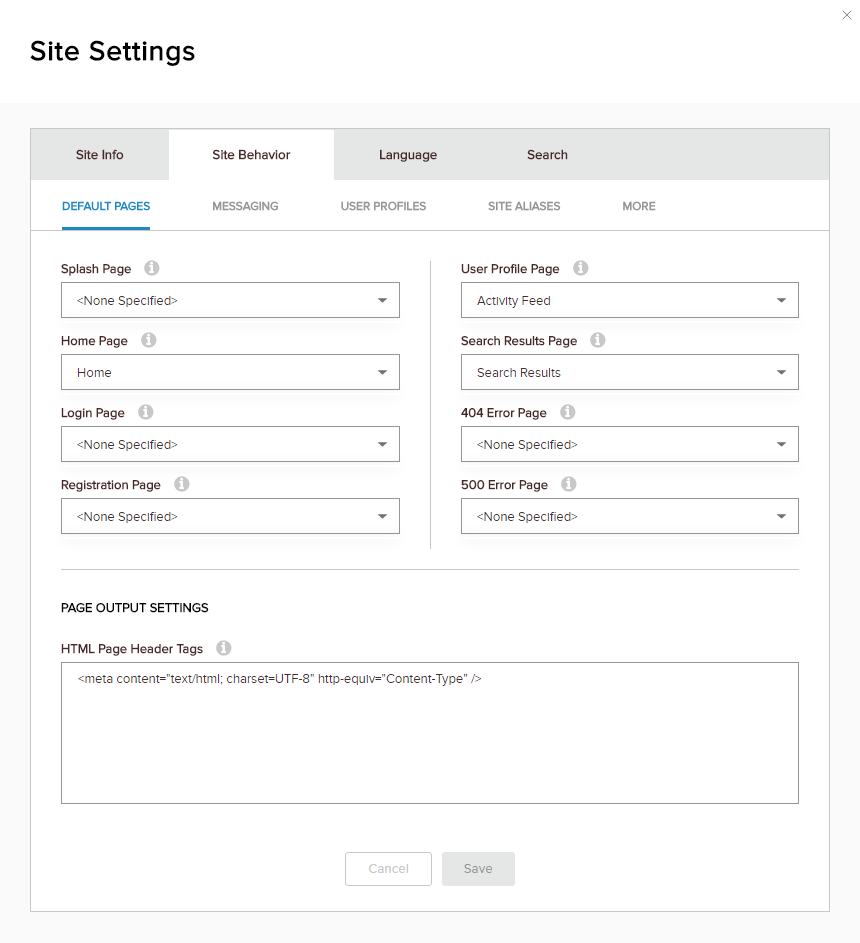 Site Settings
Site Info
Site Behavior
Language
Search
DEFAULT PAGES
MESSAGING
USER PROFILES
SITE ALIASES
MORE
Splash Page
<None Specified>
Home Page
Home
Login Page
<None Specified>
Registration Page
<None Specified>
User Profile Page
Activity Feed
Search Results Page
Search Results
404 Error Page
<None Specified>
500 Error Page
<None Specified>
PAGE OUTPUT SETTINGS
HTML Page Header Tags
<meta content="text/html; charset=UTF-8" http-equiv="Content-Type" />
Cancel
Save